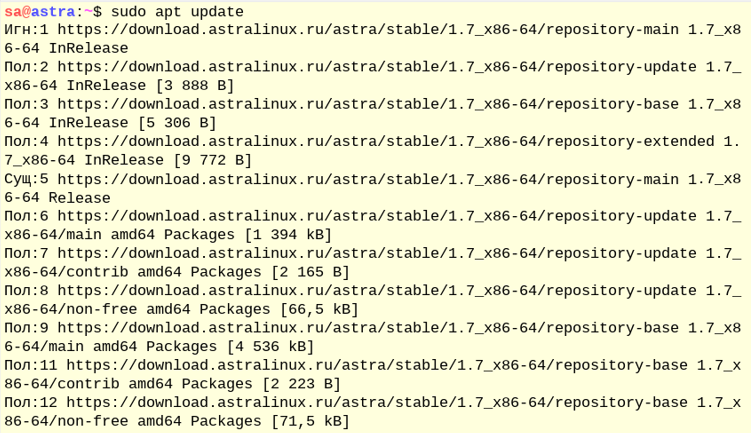 sa@astra:~$ sudo apt update
Игн:1 https://download.astralinux.ru/astra/stable/1.7_x86-64/repository-main 1.7_x8
6-64 InRelease
Пол:2 https://download.astralinux.ru/astra/stable/1.7_x86-64/repository-update 1.7_
x86-64 InRelease [3 888 B]
Пол:3 https://download.astralinux.ru/astra/stable/1.7_x86-64/repository-base 1.7_x8
6-64 InRelease [5 306 B]
Пол:4 https://download.astralinux.ru/astra/stable/1.7_x86-64/repository-extended 1.
7_x86-64 InRelease [9 772 B]
Сущ:5 https://download.astralinux.ru/astra/stable/1.7_x86-64/repository-main 1.7_x8
6-64 Release
Пол:6 https://download.astralinux.ru/astra/stable/1.7_x86-64/repository-update 1.7_
x86-64/main amd64 Packages [1 394 kB]
Пол:7 https://download.astralinux.ru/astra/stable/1.7_x86-64/repository-update 1.7_
x86-64/contrib amd64 Packages [2 165 B]
Пол:8 https://download.astralinux.ru/astra/stable/1.7_x86-64/repository-update 1.7_
x86-64/non-free amd64 Packages [66,5 kB]
Пол:9 https://download.astralinux.ru/astra/stable/1.7_x86-64/repository-base 1.7_x8
6-64/main amd64 Packages [4 536 kB]
Пол:11 https://download.astralinux.ru/astra/stable/1.7_x86-64/repository-base 1.7_x
86-64/contrib amd64 Packages [2 223 B]
Пол:12 https://download.astralinux.ru/astra/stable/1.7_x86-64/repository-base 1.7_x
86-64/non-free amd64 Packages [71,5 kB]